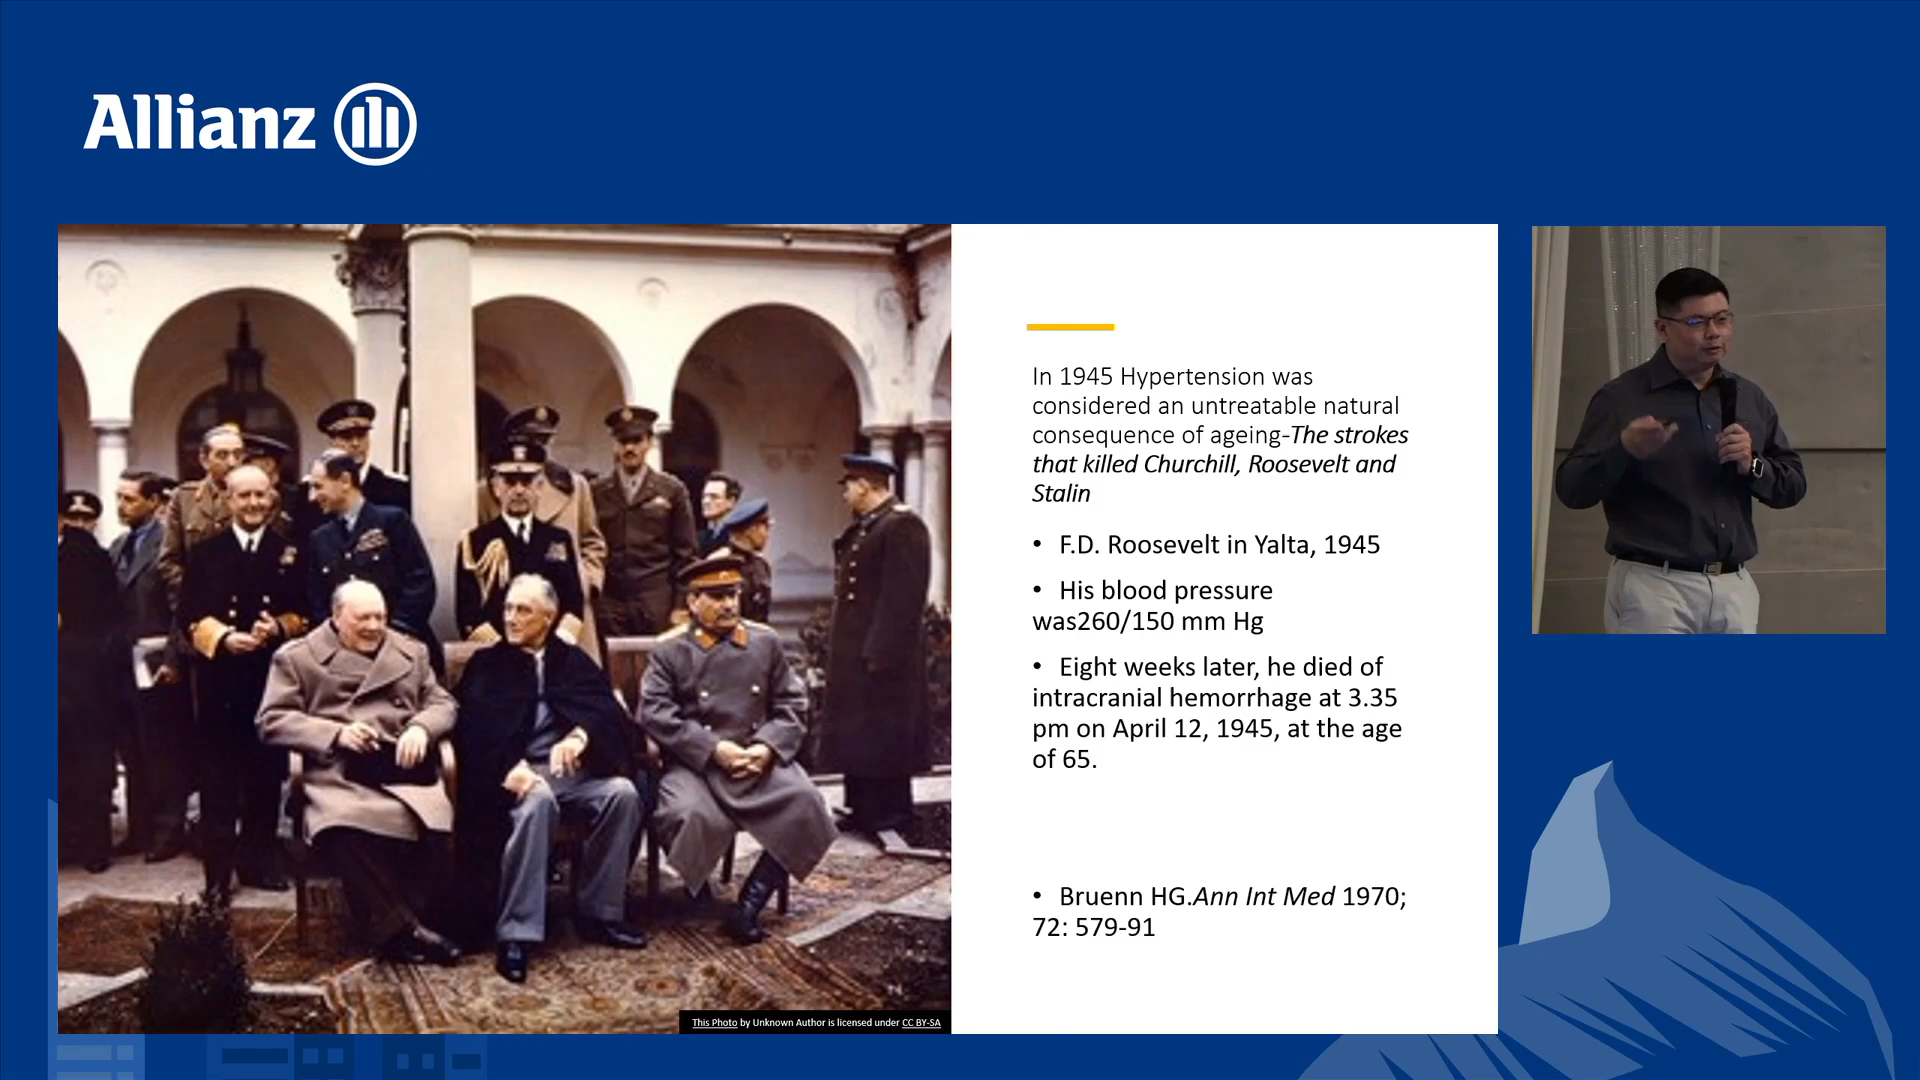 Allianz
In 1945 Hypertension was
considered an untreatable natural
consequence of ageing-The strokes
that killed Churchill, Roosevelt and
Stalin
• F.D. Roosevelt in Yalta, 1945
• His blood pressure
was260/150 mm Hg
• Eight weeks later, he died of
intracranial hemorrhage at 3.35
pm on April 12, 1945, at the age
of 65.
• Bruenn HG.Ann Int Med 1970;
72: 579-91
This Photo by Unknown Author is licensed under CC BY-SA